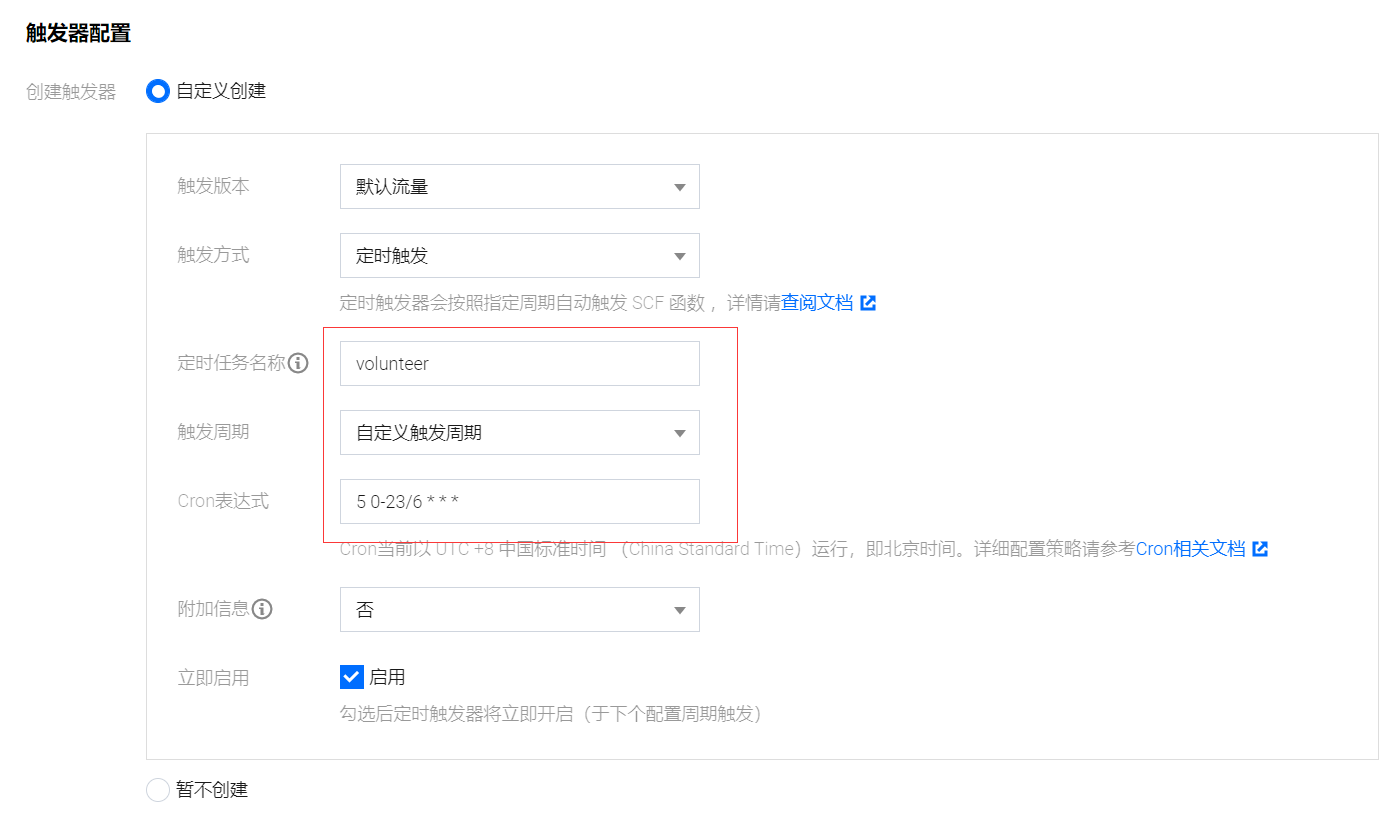 触发器配置
创建触发器 自定义创建
触发版本 默认流量
触发方式 定时触发
定时触发器会按照指定周期自动触发 SCF 函数，详情请查阅文档
定时任务名称 volunteer
触发周期 自定义触发周期
Cron表达式 5 0-23/6 * * *
Cron当前以 UTC +8 中国标准时间 （China Standard Time）运行，即北京时间。详细配置策略请参考Cron相关文档
附加信息 否
立即启用 启用
勾选后定时触发器将立即开启（于下个配置周期触发）
暂不创建